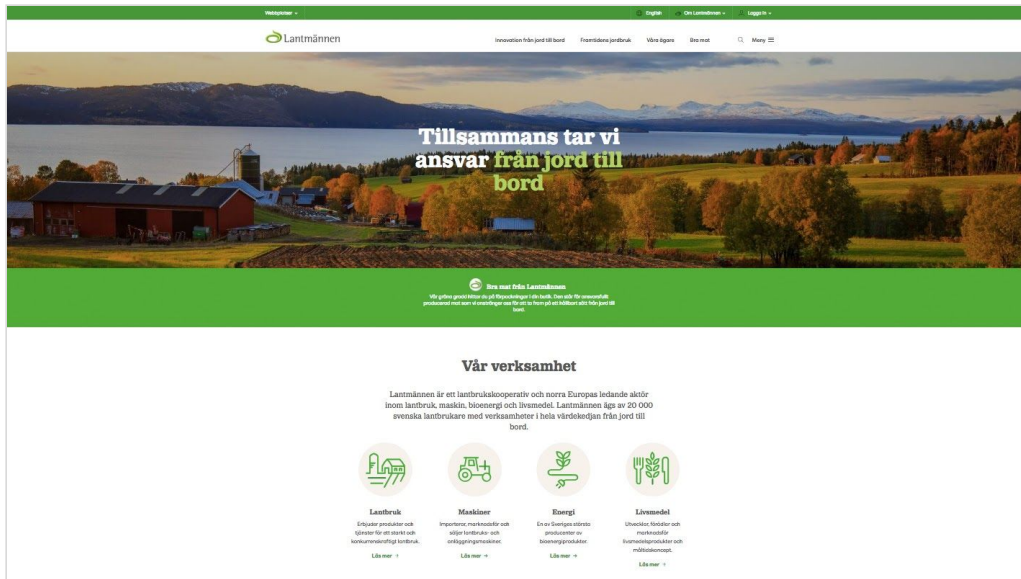 Webbplatser
English Om Lantmännen Logga in
Lantmännen
Innovation från jord till bord Framtidens jordbruk Våra ägare Bra mat Meny
Tillsammans tar vi
ansvar från jord till
bord
Bra mat från Lantmännen
Vår gröna grodd hittar du på förpackningar i din butik. Den står för ansvarsfullt
producerad mat som vi anstränger oss för att ta fram på ett hållbart sätt från jord till
bord.
Vår verksamhet
Lantmännen är ett lantbrukskooperativ och norra Europas ledande aktör
inom lantbruk, maskin, bioenergi och livsmedel. Lantmännen ägs av 20 000
svenska lantbrukare med verksamheter i hela värdekedjan från jord till
bord.
Lantbruk
Erbjuder produkter och
tjänster för ett starkt och
konkurrenskraftigt lantbruk.
Läs mer →
Maskiner
Importerar, marknadsför och
säljer lantbruks- och
anläggningsmaskiner.
Läs mer →
Energi
En av Sveriges största
producenter av
bioenergiprodukter.
Läs mer →
Livsmedel
Utvecklar, förädlar och
marknadsför
livsmedelsprodukter och
måltidskoncept.
Läs mer →